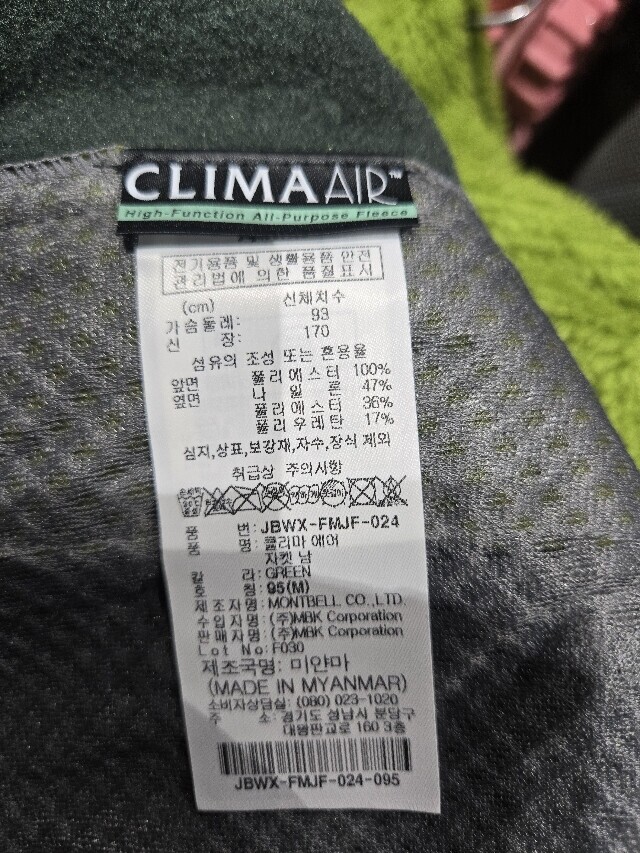 CLIMAAIR™
High-Function All-Purpose Fleece
전기용품 및 생활용품 안전
관리법에 의한 품질표시
(cm) 신체치수
가슴둘레: 93
신 장: 170
섬유의 조성 또는 혼용율
앞면 폴리에스터 100%
옆면 나 일 론 47%
폴리에스터 36%
폴리우레탄 17%
심지,상표,보강재,자수,장식 제외
취급상 주의사항
품 번: JBWX-FMJF-024
품 명: 클리마 에어
자켓 남
칼 라: GREEN
호 칭: 95(M)
제조자명: MONTBELL CO.,LTD.
수입자명: (주)MBK Corporation
판매자명: (주)MBK Corporation
Lot No: F030
제조국명: 미얀마
(MADE IN MYANMAR)
소비자상담실: (080) 023-1020
주 소: 경기도 성남시 분당구
대왕판교로 160 3층
JBWX-FMJF-024-095